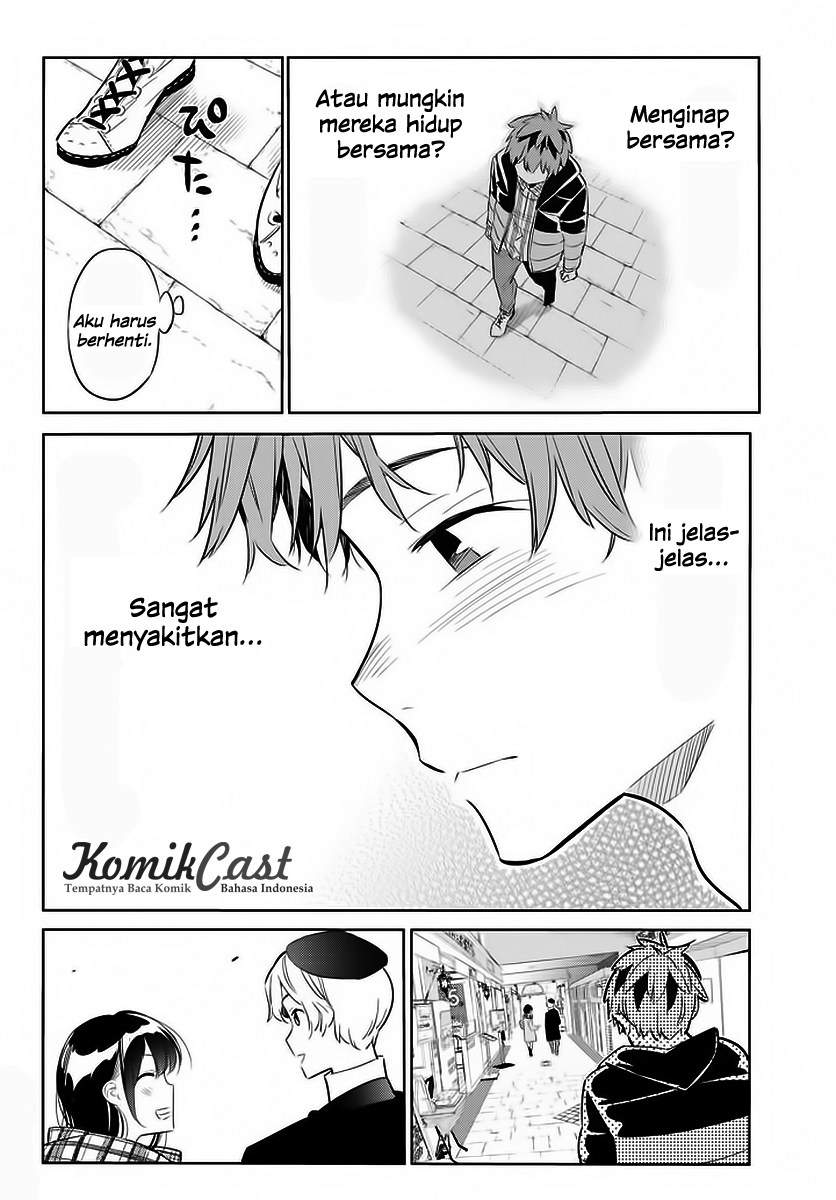 Menginap
bersama?
Atau mungkin
mereka hidup
bersama?
ぴた…
Aku harus
berhenti.
Ini jelas-
jelas...
Sangat
menyakitkan...
KomikCast
Tempatnya Baca Komik Bahasa Indonesia
5